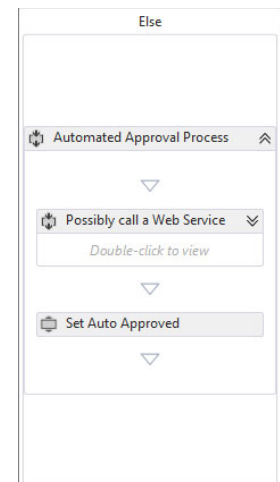 Else
Automated Approval Process
Possibly call a Web Service
Double-click to view
Set Auto Approved